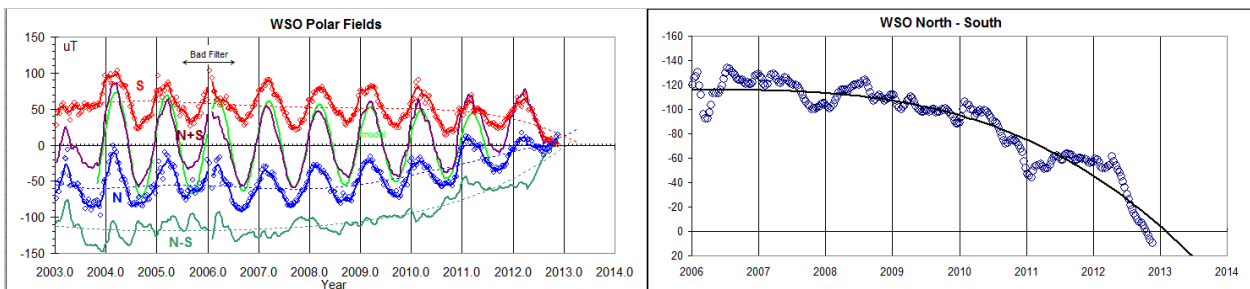 WSO Polar Fields
150
uT
Bad Filter
100
S
50
N+S
model
0
N
-50
-100
N-S
-150
2003.0 2004.0 2005.0 2006.0 2007.0 2008.0 2009.0 2010.0 2011.0 2012.0 2013.0 2014.0
Year
WSO North - South
-160
-140
-120
-100
-80
-60
-40
-20
0
20
2006 2007 2008 2009 2010 2011 2012 2013 2014